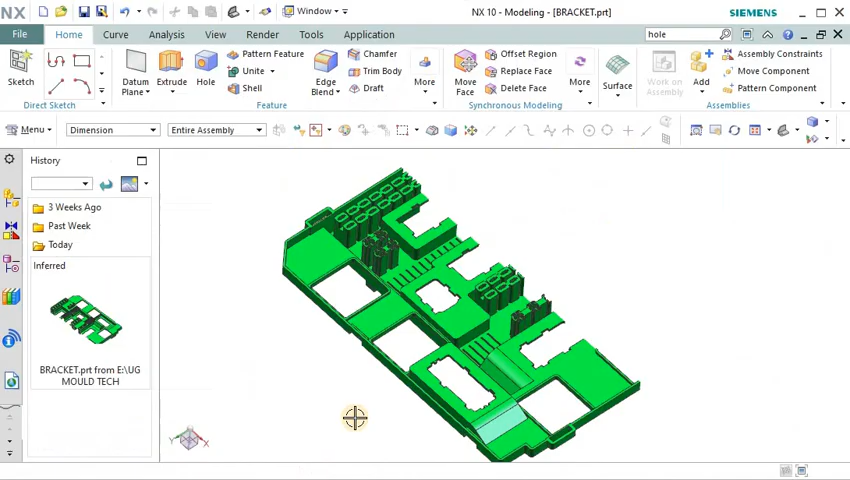 NX
Window
NX 10 - Modeling - [BRACKET.prt]
SIEMENS
File
Home
Curve
Analysis
View
Render
Tools
Application
hole
Sketch
Direct Sketch
Datum
Plane
Extrude
Hole
Pattern Feature
Unite
Shell
Edge
Blend
Chamfer
Trim Body
Draft
More
Feature
Move
Face
Offset Region
Replace Face
Delete Face
More
Synchronous Modeling
Surface
Work on
Assembly
Add
Assembly Constraints
Move Component
Pattern Component
Assemblies
Menu
Dimension
Entire Assembly
History
3 Weeks Ago
Past Week
Today
Inferred
BRACKET.prt from E:\UG
MOULD TECH
Y
X